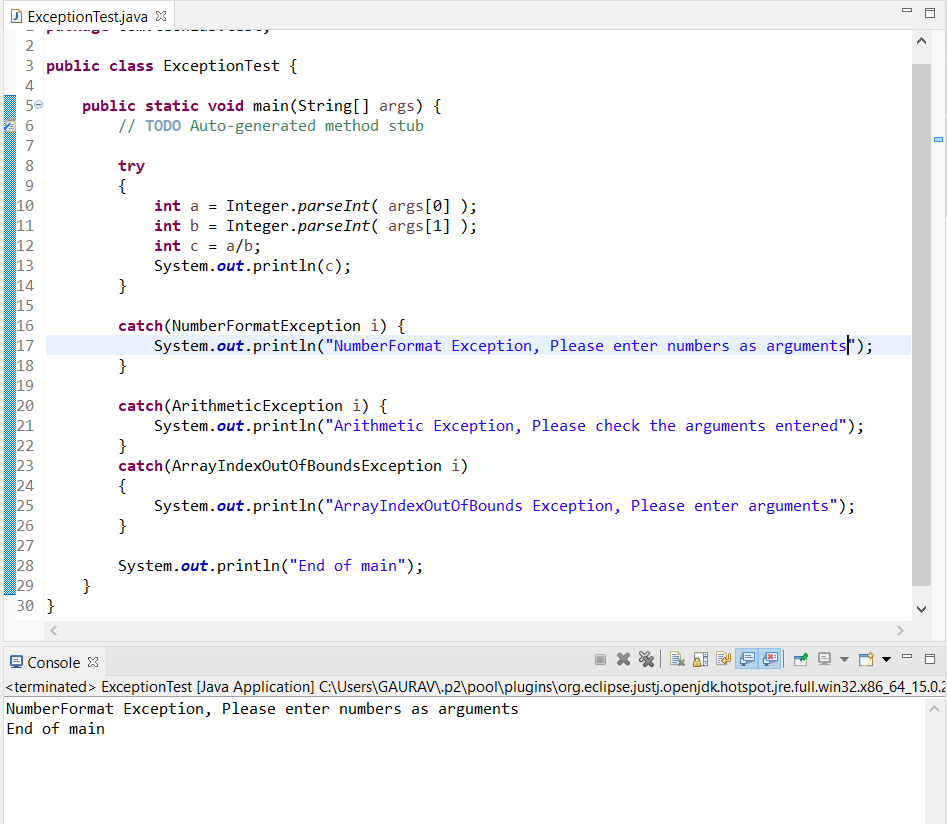 ExceptionTest.java
2
3 public class ExceptionTest {
4
5 public static void main(String[] args) {
6 // TODO Auto-generated method stub
7
8 try
9 {
10 int a = Integer.parseInt( args[0] );
11 int b = Integer.parseInt( args[1] );
12 int c = a/b;
13 System.out.println(c);
14 }
15
16 catch(NumberFormatException i) {
17 System.out.println("NumberFormat Exception, Please enter numbers as arguments");
18 }
19
20 catch(ArithmeticException i) {
21 System.out.println("Arithmetic Exception, Please check the arguments entered");
22 }
23 catch(ArrayIndexOutOfBoundsException i)
24 {
25 System.out.println("ArrayIndexOutOfBounds Exception, Please enter arguments");
26 }
27
28 System.out.println("End of main");
29 }
30 }
Console
<terminated> ExceptionTest [Java Application] C:\Users\GAURAV\.p2\pool\plugins\org.eclipse.justj.openjdk.hotspot.jre.full.win32.x86_64_15.0.2
NumberFormat Exception, Please enter numbers as arguments
End of main